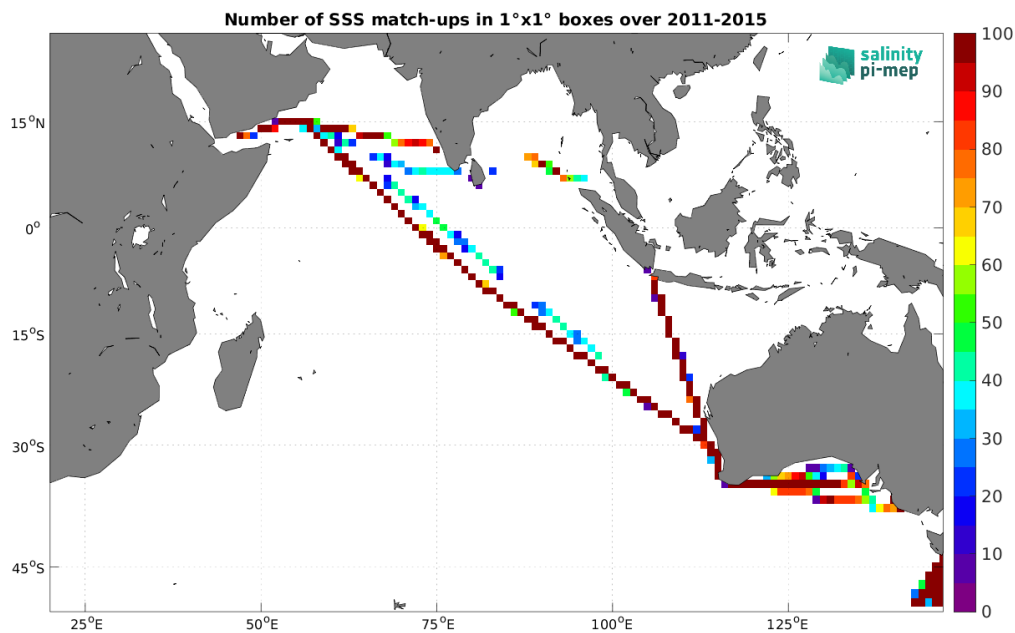 Number of SSS match-ups in 1°x1° boxes over 2011-2015
salinity
pi-mep
15°N
0°
15°S
30°S
45°S
25°E
50°E
75°E
100°E
125°E
100
90
80
70
60
50
40
30
20
10
0